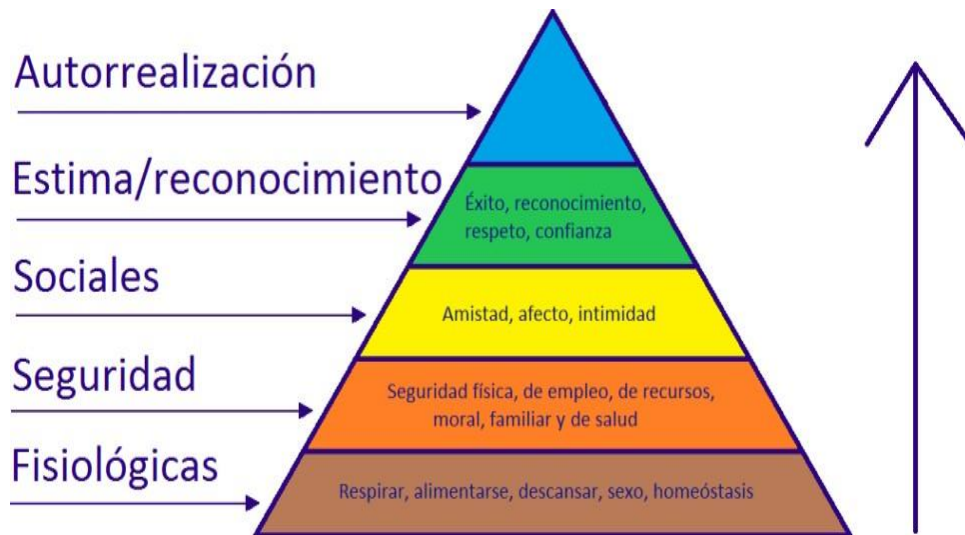 Autorrealización
Estima/reconocimiento
Éxito, reconocimiento,
respeto, confianza
Sociales
Amistad, afecto, intimidad
Seguridad
Seguridad física, de empleo, de recursos,
moral, familiar y de salud
Fisiológicas
Respirar, alimentarse, descansar, sexo, homeóstasis